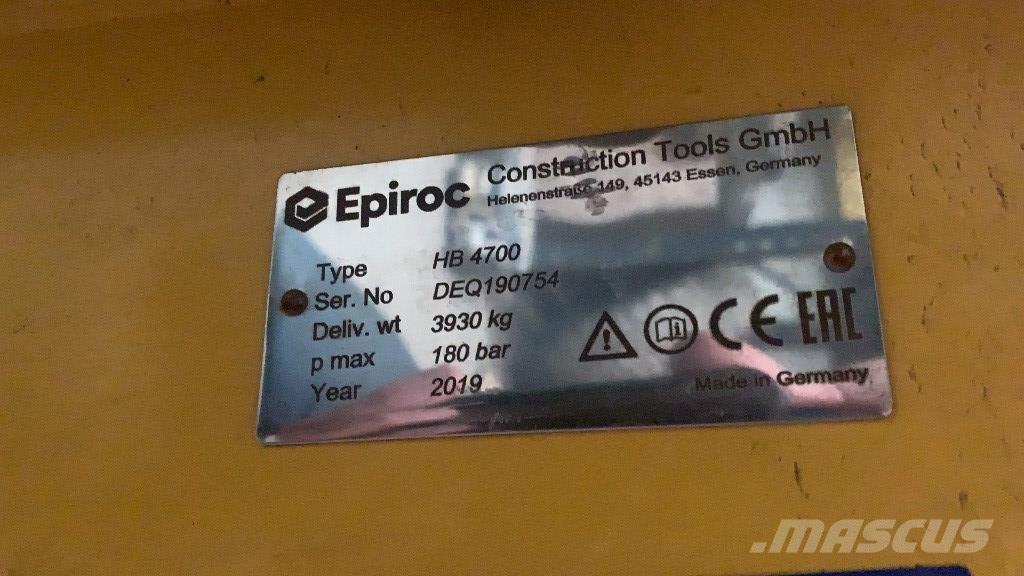 Epiroc
Construction Tools GmbH
Helenenstraße 149, 45143 Essen, Germany
Type HB 4700
Ser. No DEQ190754
Deliv. wt 3930 kg
p max 180 bar
Year 2019
CE EAC
Made in Germany
.MASCUS